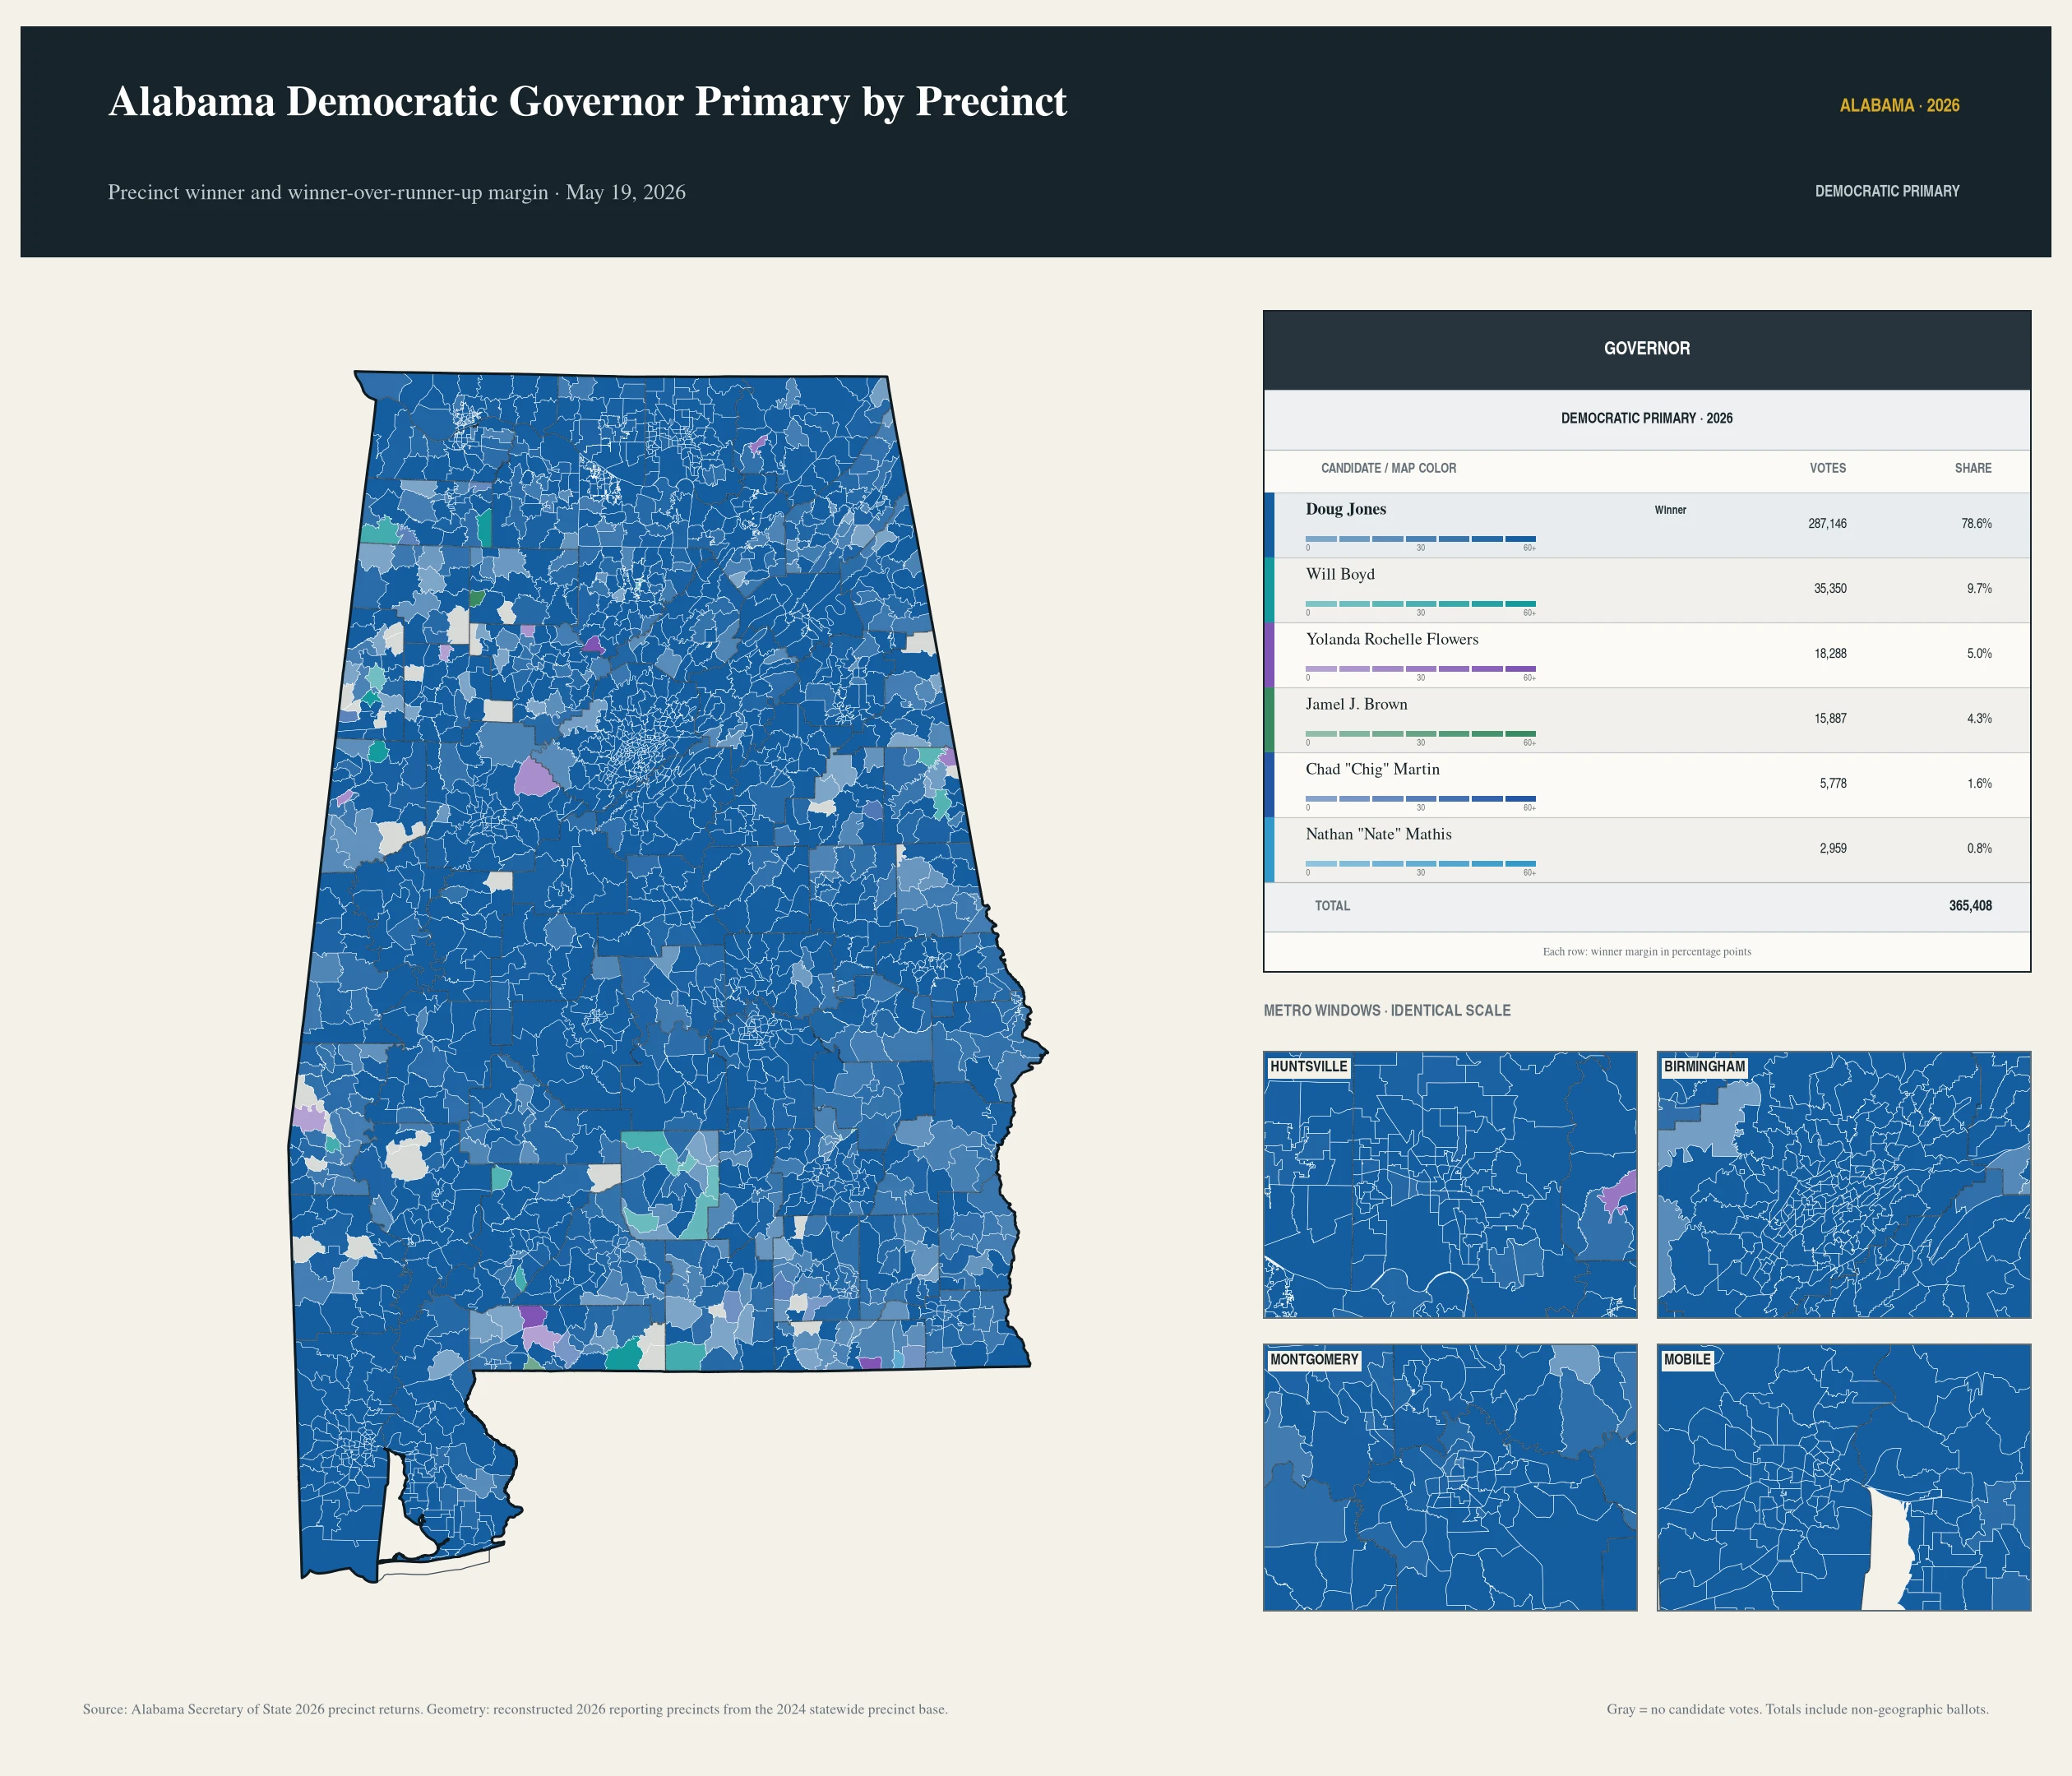 Alabama Democratic Governor Primary by Precinct
ALABAMA · 2026
Precinct winner and winner-over-runner-up margin · May 19, 2026
DEMOCRATIC PRIMARY
GOVERNOR
DEMOCRATIC PRIMARY · 2026
CANDIDATE / MAP COLOR VOTES SHARE
Doug Jones Winner 287,146 78.6%
0 30 60+
Will Boyd 35,350 9.7%
0 30 60+
Yolanda Rochelle Flowers 18,288 5.0%
0 30 60+
Jamel J. Brown 15,887 4.3%
0 30 60+
Chad "Chig" Martin 5,778 1.6%
0 30 60+
Nathan "Nate" Mathis 2,959 0.8%
0 30 60+
TOTAL 365,408
Each row: winner margin in percentage points
METRO WINDOWS · IDENTICAL SCALE
HUNTSVILLE
BIRMINGHAM
MONTGOMERY
MOBILE
Source: Alabama Secretary of State 2026 precinct returns. Geometry: reconstructed 2026 reporting precincts from the 2024 statewide precinct base.
Gray = no candidate votes. Totals include non-geographic ballots.